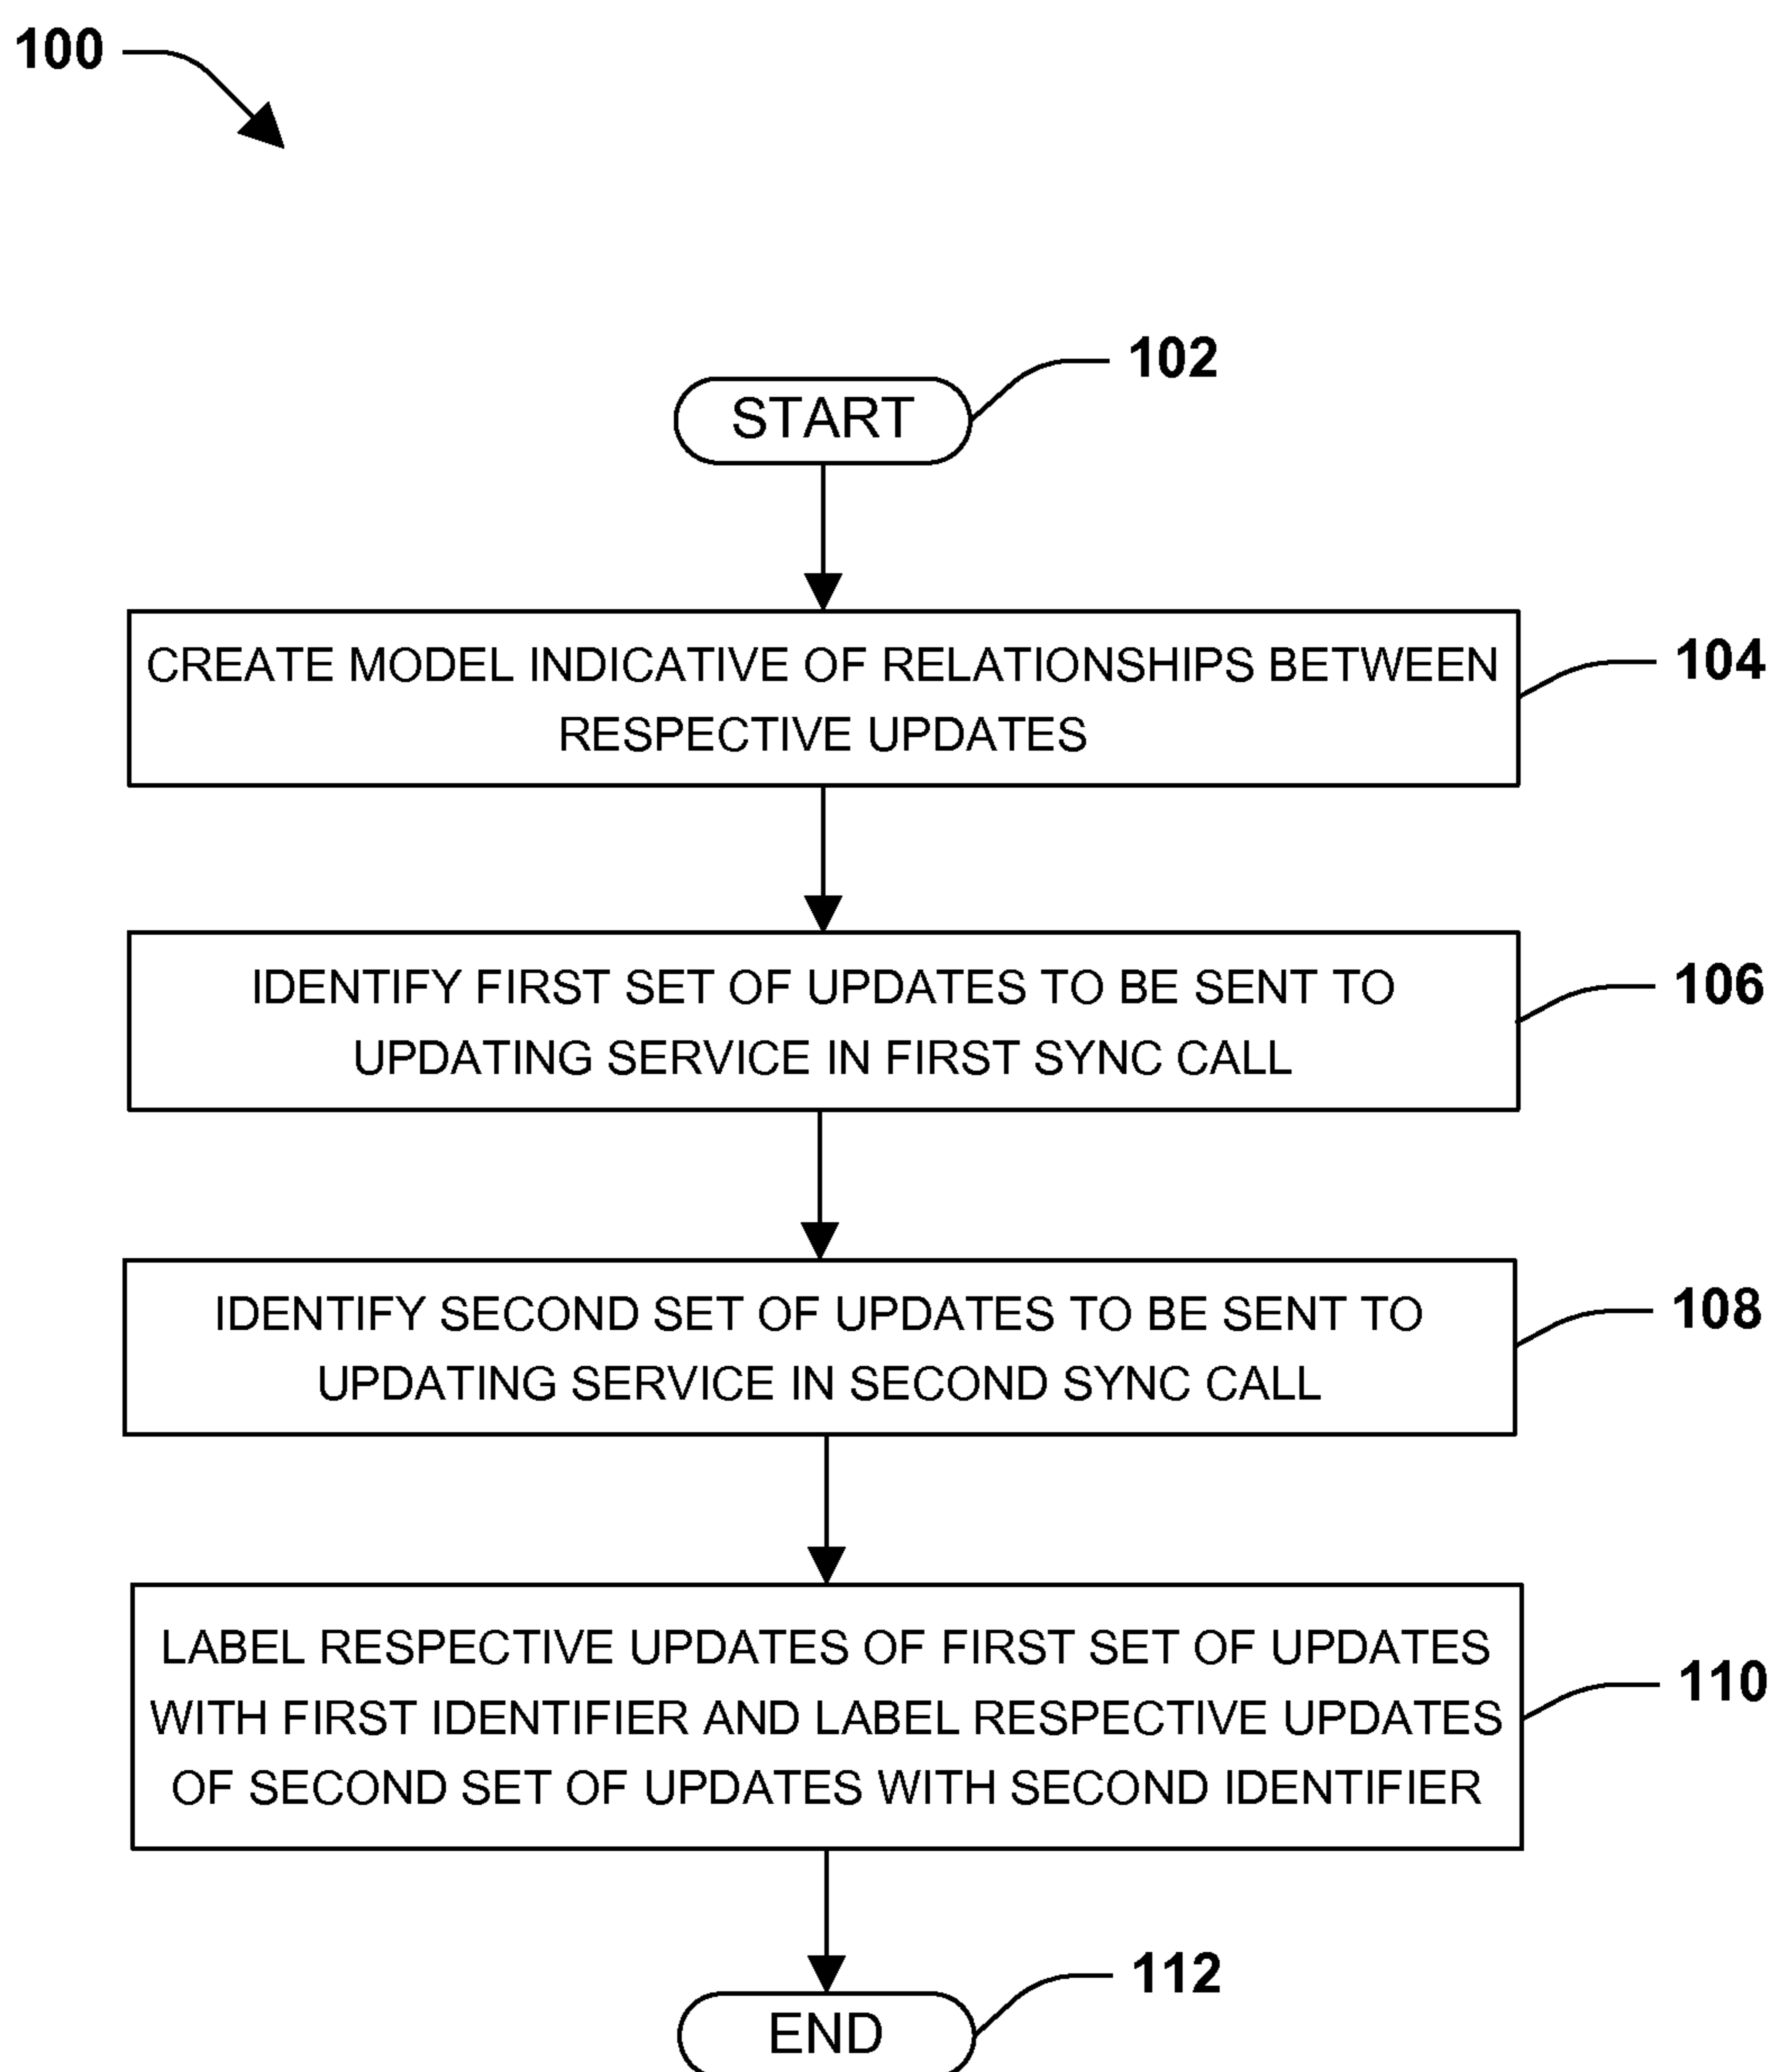 100
102
START
CREATE MODEL INDICATIVE OF RELATIONSHIPS BETWEEN
RESPECTIVE UPDATES
104
IDENTIFY FIRST SET OF UPDATES TO BE SENT TO
UPDATING SERVICE IN FIRST SYNC CALL
106
IDENTIFY SECOND SET OF UPDATES TO BE SENT TO
UPDATING SERVICE IN SECOND SYNC CALL
108
LABEL RESPECTIVE UPDATES OF FIRST SET OF UPDATES
WITH FIRST IDENTIFIER AND LABEL RESPECTIVE UPDATES
OF SECOND SET OF UPDATES WITH SECOND IDENTIFIER
110
112
END